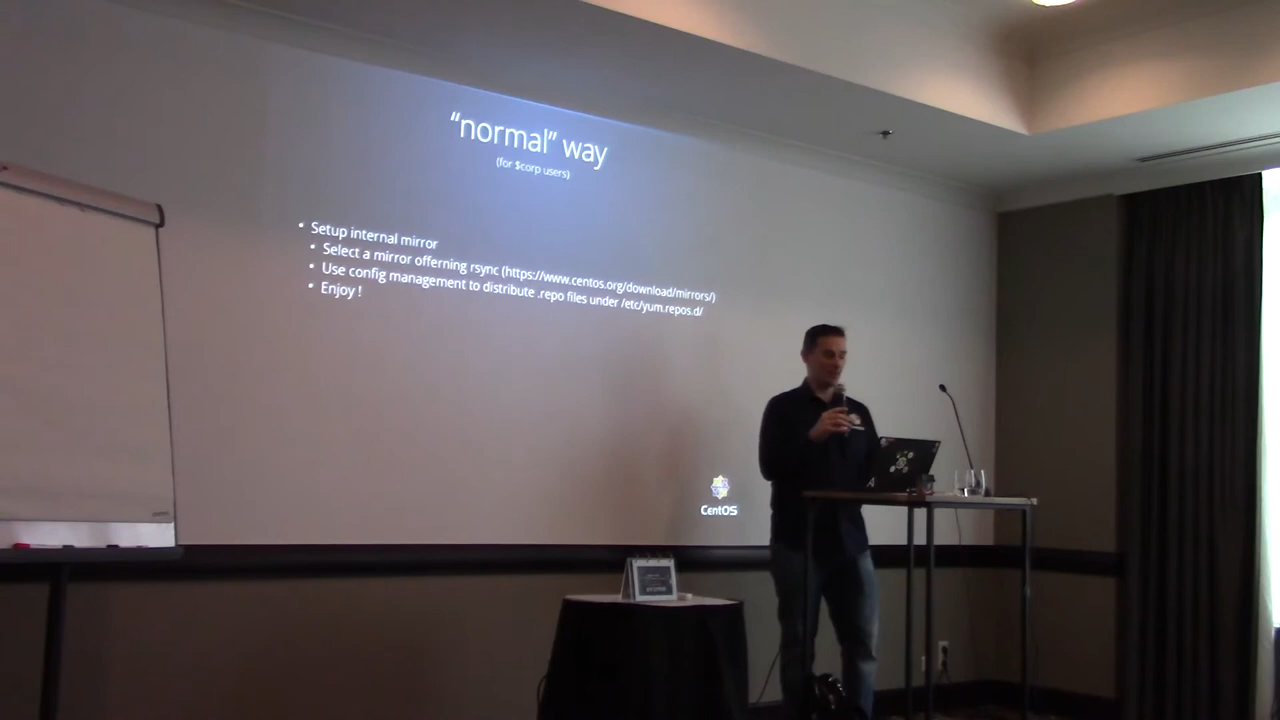 “normal” way
(for $corp users)
• Setup internal mirror
• Select a mirror offerning rsync (https://www.centos.org/download/mirrors/)
• Use config management to distribute .repo files under /etc/yum.repos.d/
• Enjoy !
CentOS